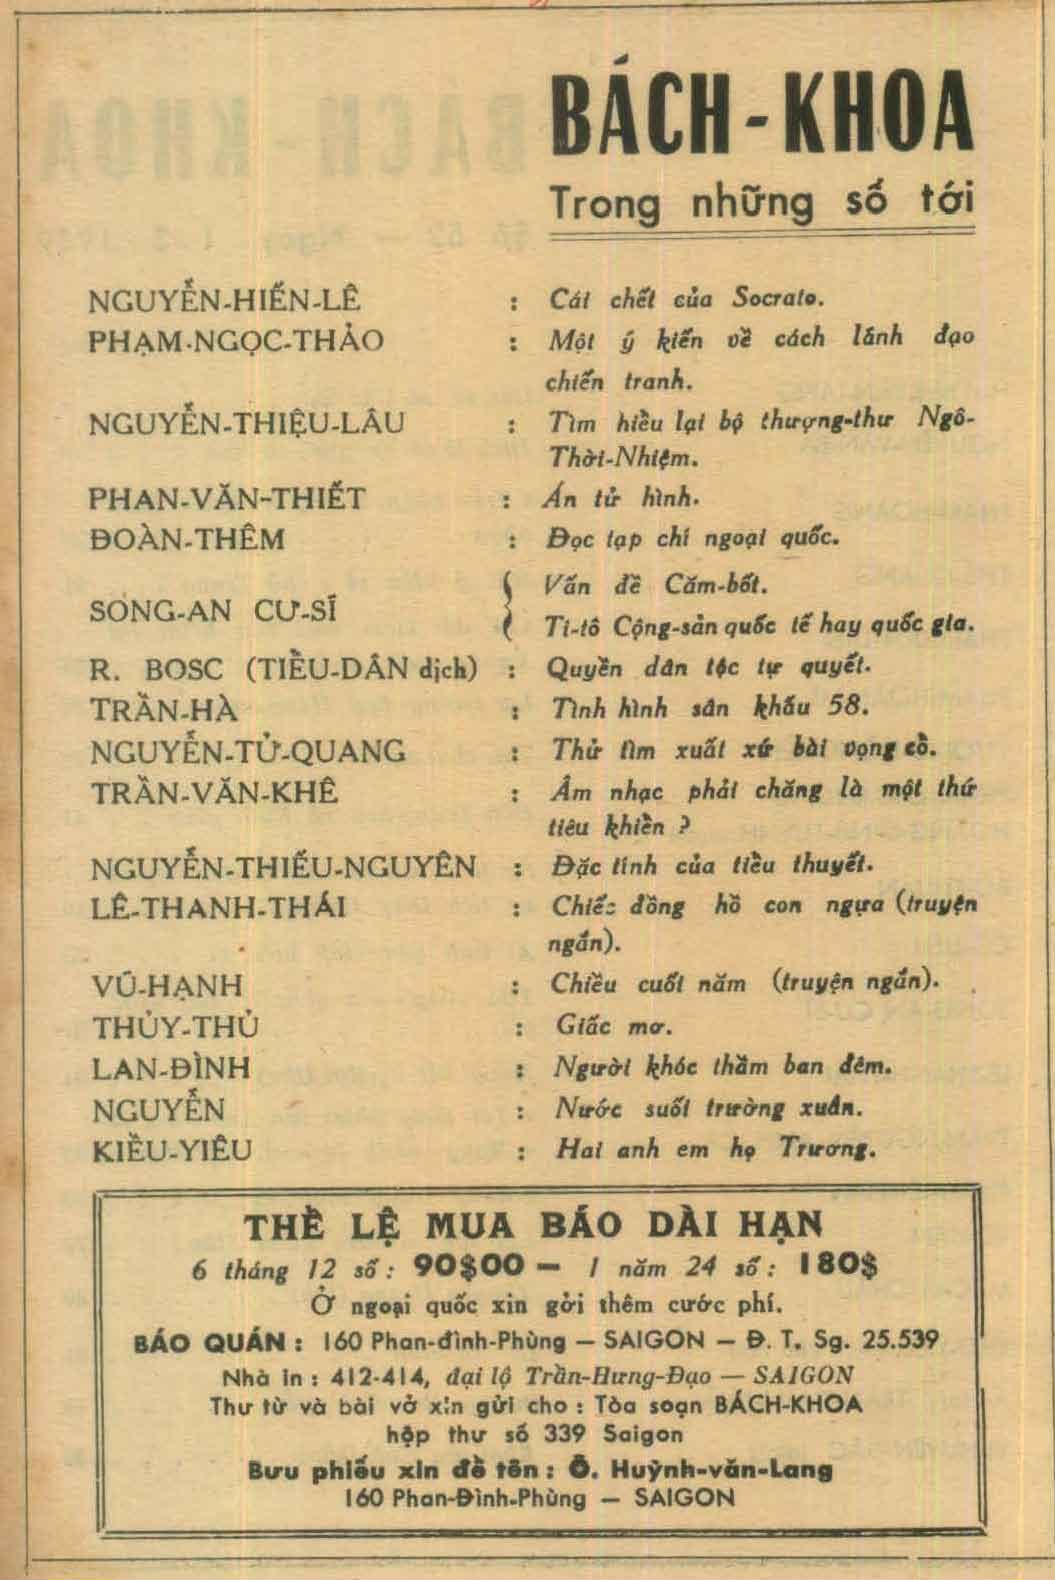 BÁCH-KHOA
Trong những số tới
NGUYỄN-HIẾN-LÊ : Cái chết của Socrate.
PHẠM-NGỌC-THẢO : Một ý kiến về cách lãnh đạo
chiến tranh.
NGUYỄN-THIỆU-LÂU : Tìm hiểu lại bộ thượng-thư Ngô-
Thời-Nhiệm.
PHAN-VĂN-THIẾT : Án tử hình.
ĐOÀN-THÊM : Đọc tạp chí ngoại quốc.
SONG-AN CƯ-SĨ { Vấn đề Căm-bốt.
Ti-tô Cộng-sản quốc tế hay quốc gia.
R. BOSC (TIỂU-DÂN dịch) : Quyền dân tộc tự quyết.
TRẦN-HÀ : Tình hình sân khấu 58.
NGUYỄN-TỬ-QUANG : Thử tìm xuất xứ bài vọng cổ.
TRẦN-VĂN-KHÊ : Âm nhạc phải chăng là một thứ
tiêu khiển ?
NGUYỄN-THIẾU-NGUYÊN : Đặc tính của tiểu thuyết.
LÊ-THANH-THÁI : Chiếc đồng hồ con ngựa (truyện
ngắn).
VŨ-HẠNH : Chiều cuối năm (truyện ngắn).
THỦY-THỦ : Giấc mơ.
LAN-ĐÌNH : Người khóc thầm ban đêm.
NGUYỄN : Nước suối trường xuân.
KIỀU-YIÊU : Hai anh em họ Trương.
THỂ LỆ MUA BÁO DÀI HẠN
6 tháng 12 số : 90$00 — 1 năm 24 số : 180$
Ở ngoại quốc xin gởi thêm cước phí.
BÁO QUÁN : 160 Phan-đình-Phùng — SAIGON — Đ. T. Sg. 25.539
Nhà in : 412-414, đại lộ Trần-Hưng-Đạo — SAIGON
Thư từ và bài vở xin gửi cho : Tòa soạn BÁCH-KHOA
hộp thư số 339 Saigon
Bưu phiếu xin đề tên : Ô. Huỳnh-văn-Lang
160 Phan-Đình-Phùng — SAIGON